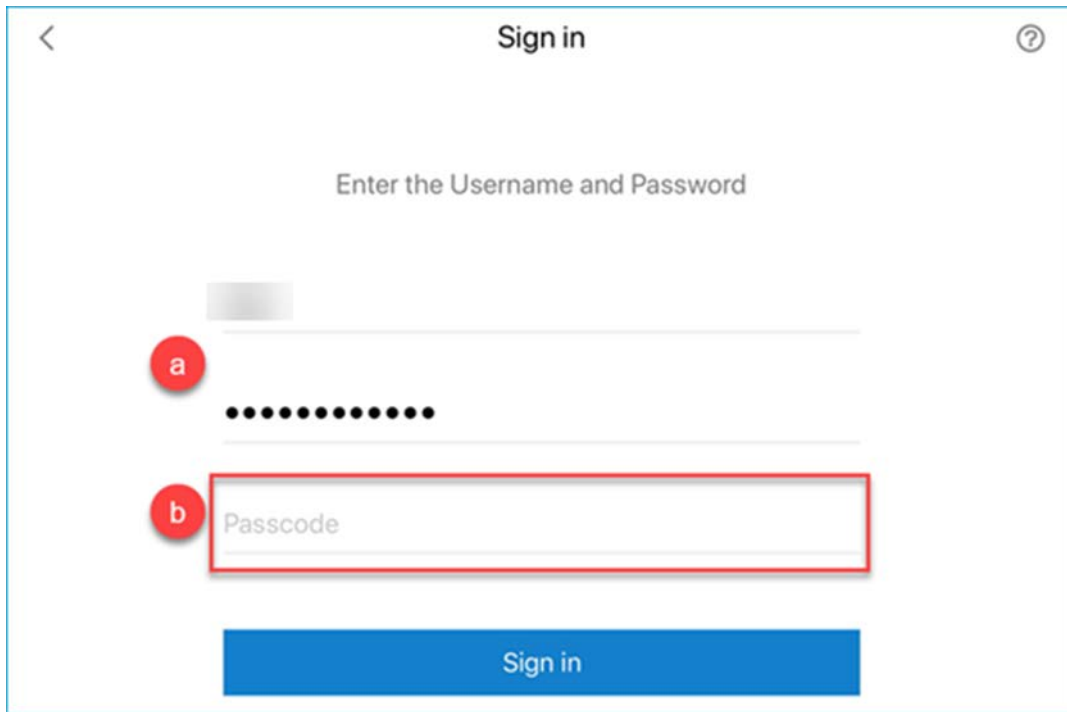 Sign in
Enter the Username and Password
a
••••••••••••
b
Passcode
Sign in